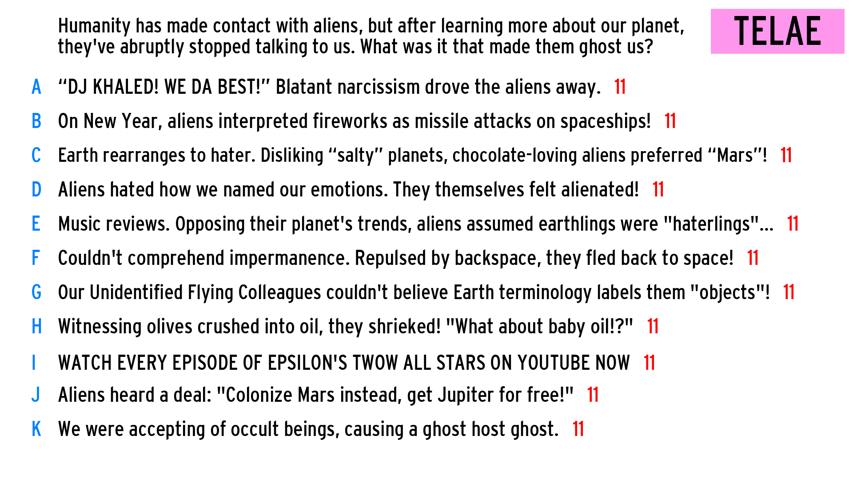 Humanity has made contact with aliens, but after learning more about our planet,
they've abruptly stopped talking to us. What was it that made them ghost us?
TELAE
A “DJ KHALED! WE DA BEST!” Blatant narcissism drove the aliens away. 11
B On New Year, aliens interpreted fireworks as missile attacks on spaceships! 11
C Earth rearranges to hater. Disliking “salty” planets, chocolate-loving aliens preferred “Mars”! 11
D Aliens hated how we named our emotions. They themselves felt alienated! 11
E Music reviews. Opposing their planet's trends, aliens assumed earthlings were "haterlings"... 11
F Couldn't comprehend impermanence. Repulsed by backspace, they fled back to space! 11
G Our Unidentified Flying Colleagues couldn't believe Earth terminology labels them "objects"! 11
H Witnessing olives crushed into oil, they shrieked! "What about baby oil!?" 11
I WATCH EVERY EPISODE OF EPSILON'S TWOW ALL STARS ON YOUTUBE NOW 11
J Aliens heard a deal: "Colonize Mars instead, get Jupiter for free!" 11
K We were accepting of occult beings, causing a ghost host ghost. 11